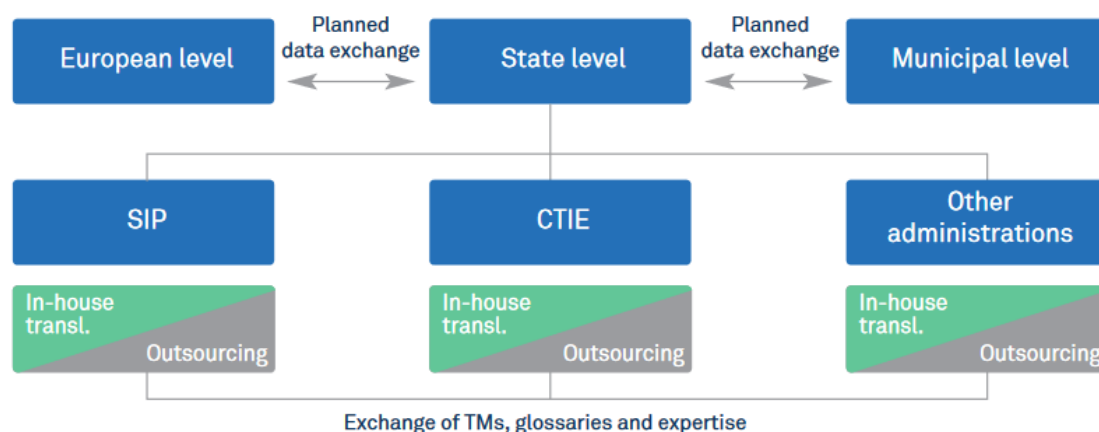 European level
Planned
data exchange
State level
Planned
data exchange
Municipal level
SIP
CTIE
Other
administrations
In-house
transl.
Outsourcing
In-house
transl.
Outsourcing
In-house
transl.
Outsourcing
Exchange of TMs, glossaries and expertise